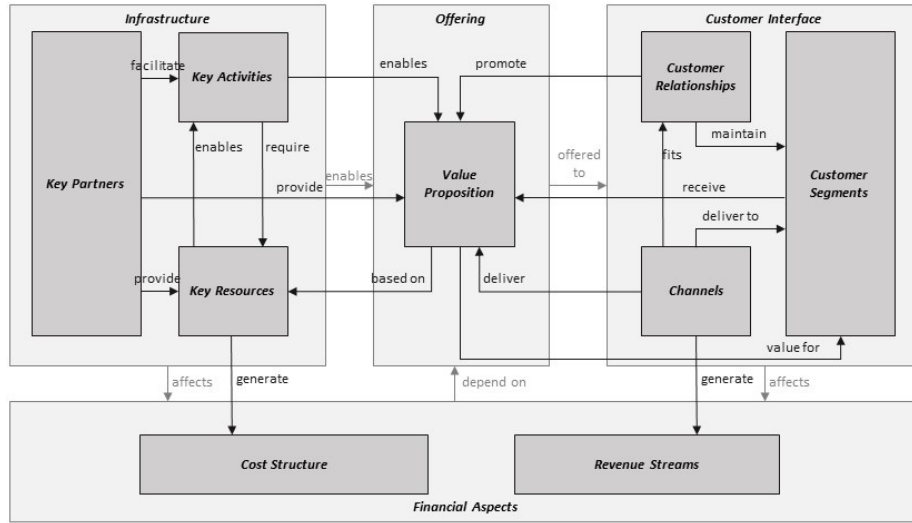 Infrastructure
Offering
Customer Interface
facilitate
Key Activities
enables
promote
Customer
Relationships
enables
require
maintain
Key Partners
provide
enables
Value
Proposition
offered
to
fits
receive
Customer
Segments
deliver to
provide
Key Resources
based on
deliver
Channels
value for
affects
generate
depend on
generate
affects
Cost Structure
Revenue Streams
Financial Aspects